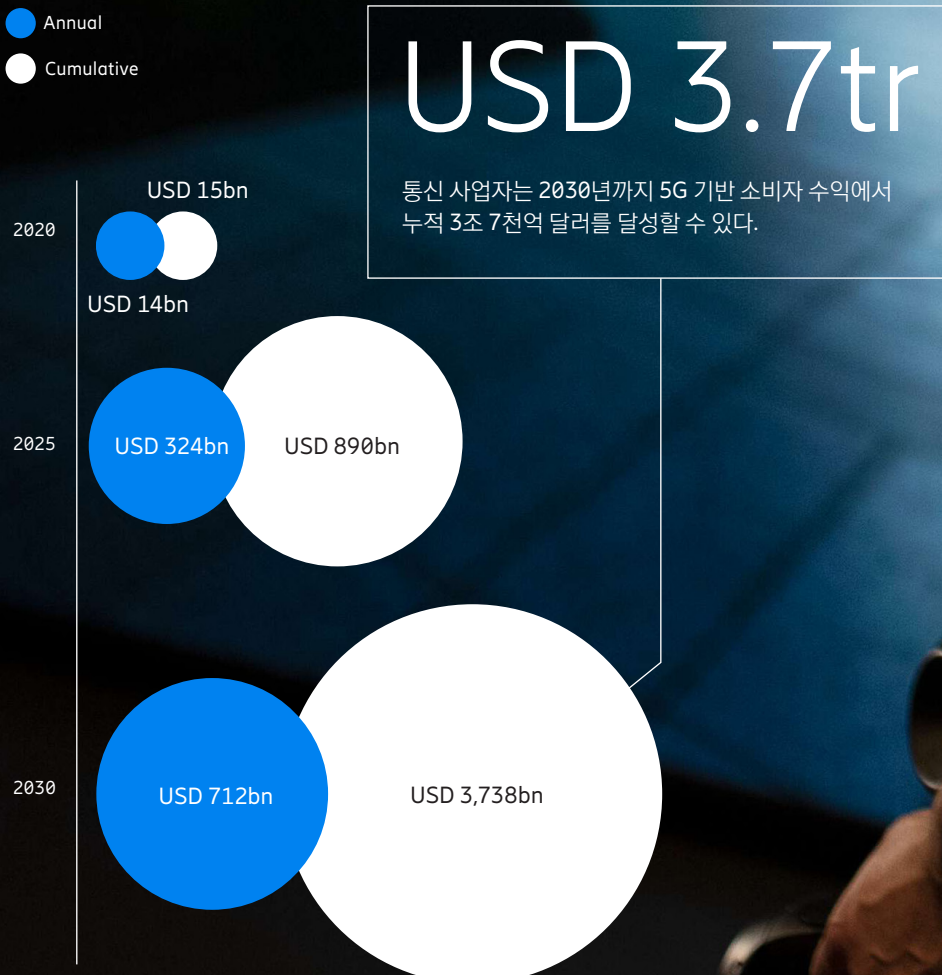 Annual
Cumulative
USD 3.7tr
통신 사업자는 2030년까지 5G 기반 소비자 수익에서
누적 3조 7천억 달러를 달성할 수 있다.
2020
USD 15bn
USD 14bn
2025
USD 324bn
USD 890bn
2030
USD 712bn
USD 3,738bn